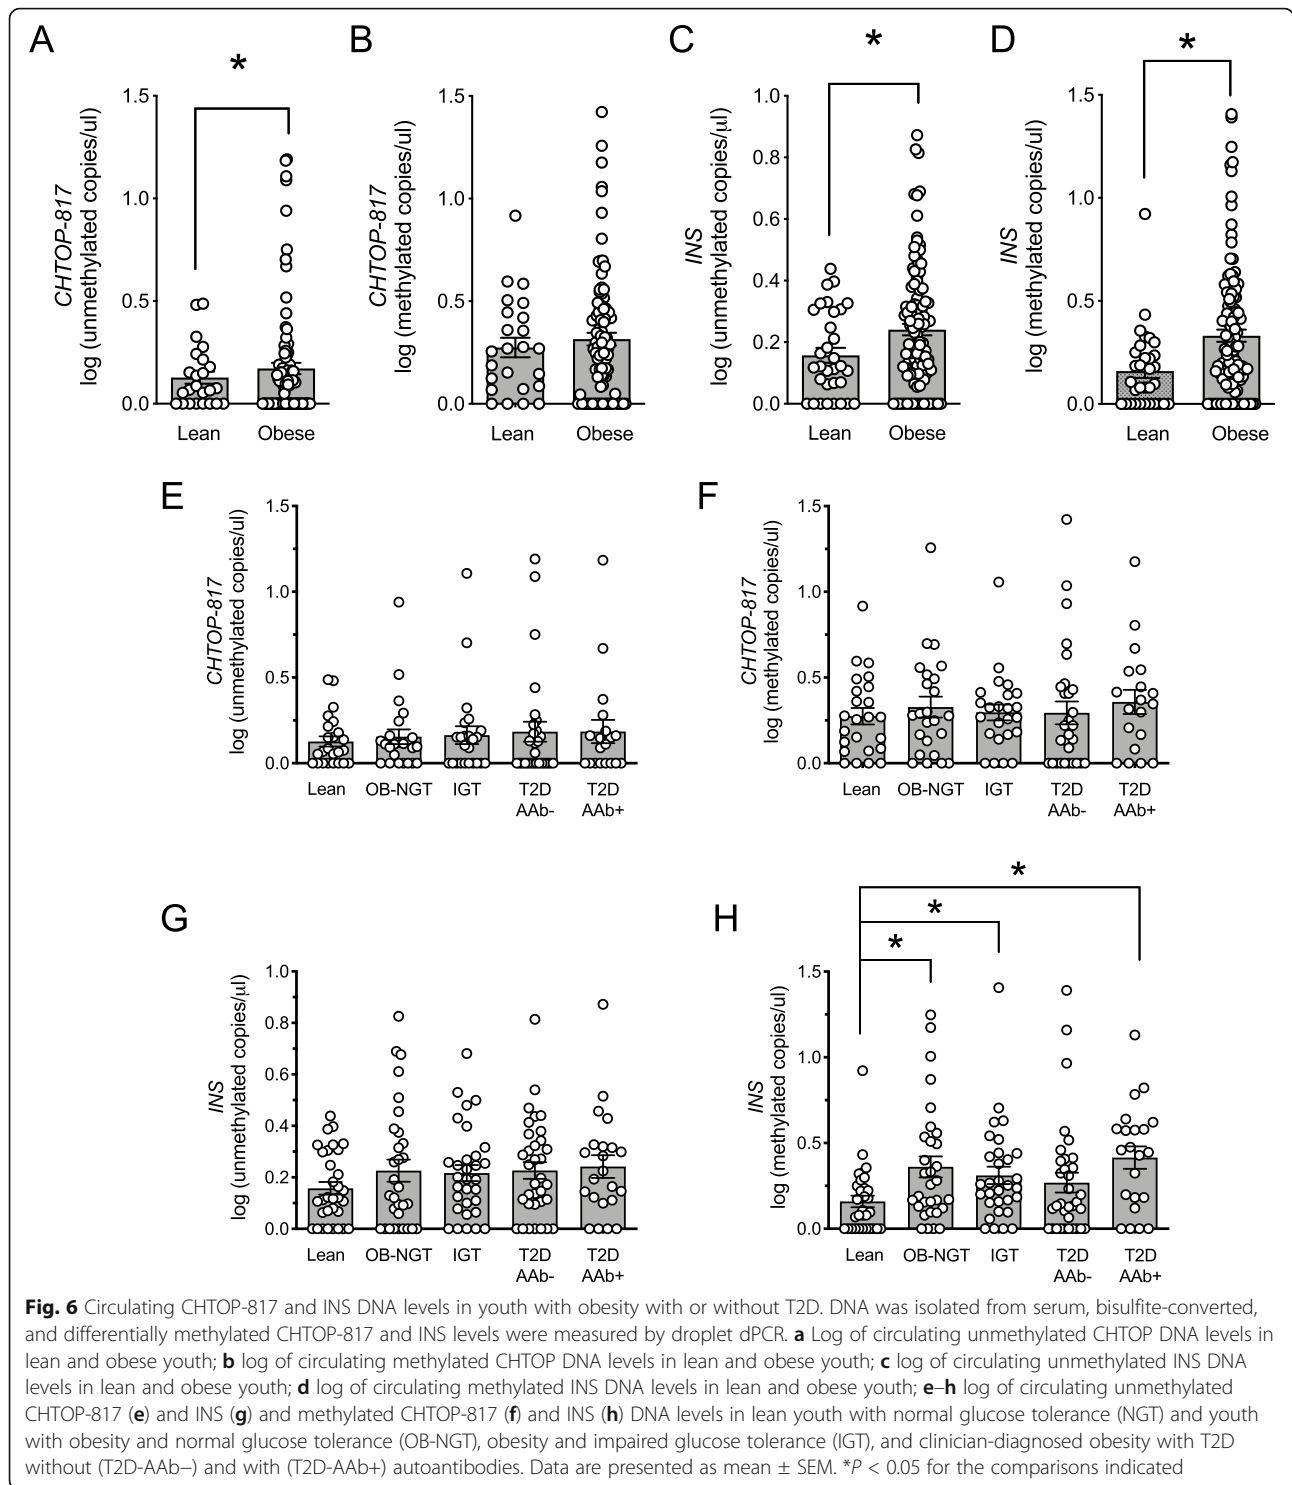 A
B
C
D
*
*
*
CHTOP-817
log (unmethylated copies/ul)
1.5
1.0
0.5
0.0
Lean Obese
CHTOP-817
log (methylated copies/ul)
1.5
1.0
0.5
0.0
Lean Obese
INS
log (unmethylated copies/µl)
1.0
0.8
0.6
0.4
0.2
0.0
Lean Obese
INS
log (methylated copies/ul)
1.5
1.0
0.5
0.0
Lean Obese
E
CHTOP-817
log (unmethylated copies/ul)
1.5
1.0
0.5
0.0
Lean OB-NGT IGT T2D T2D
AAb- AAb+
F
CHTOP-817
log (methylated copies/ul)
1.5
1.0
0.5
0.0
Lean OB-NGT IGT T2D T2D
AAb- AAb+
G
INS
log (unmethylated copies/µl)
1.0
0.8
0.6
0.4
0.2
0.0
Lean OB-NGT IGT T2D T2D
AAb- AAb+
H
*
*
*
INS
log (methylated copies/ul)
1.5
1.0
0.5
0.0
Lean OB-NGT IGT T2D T2D
AAb- AAb+
Fig. 6 Circulating CHTOP-817 and INS DNA levels in youth with obesity with or without T2D. DNA was isolated from serum, bisulfite-converted,
and differentially methylated CHTOP-817 and INS levels were measured by droplet dPCR. a Log of circulating unmethylated CHTOP DNA levels in
lean and obese youth; b log of circulating methylated CHTOP DNA levels in lean and obese youth; c log of circulating unmethylated INS DNA
levels in lean and obese youth; d log of circulating methylated INS DNA levels in lean and obese youth; e–h log of circulating unmethylated
CHTOP-817 (e) and INS (g) and methylated CHTOP-817 (f) and INS (h) DNA levels in lean youth with normal glucose tolerance (NGT) and youth
with obesity and normal glucose tolerance (OB-NGT), obesity and impaired glucose tolerance (IGT), and clinician-diagnosed obesity with T2D
without (T2D-AAb−) and with (T2D-AAb+) autoantibodies. Data are presented as mean ± SEM. *P < 0.05 for the comparisons indicated